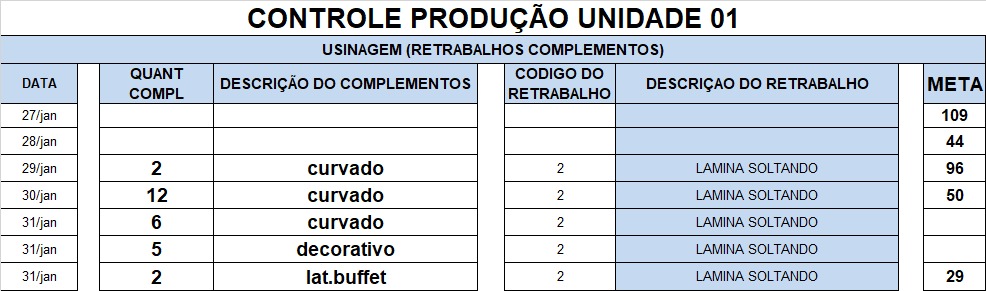 CONTROLE PRODUÇÃO UNIDADE 01
USINAGEM (RETRABALHOS COMPLEMENTOS)
DATA QUANT COMPL DESCRIÇÃO DO COMPLEMENTOS CODIGO DO RETRABALHO DESCRIÇAO DO RETRABALHO META
27/jan 109
28/jan 44
29/jan 2 curvado 2 LAMINA SOLTANDO 96
30/jan 12 curvado 2 LAMINA SOLTANDO 50
31/jan 6 curvado 2 LAMINA SOLTANDO
31/jan 5 decorativo 2 LAMINA SOLTANDO
31/jan 2 lat.buffet 2 LAMINA SOLTANDO 29